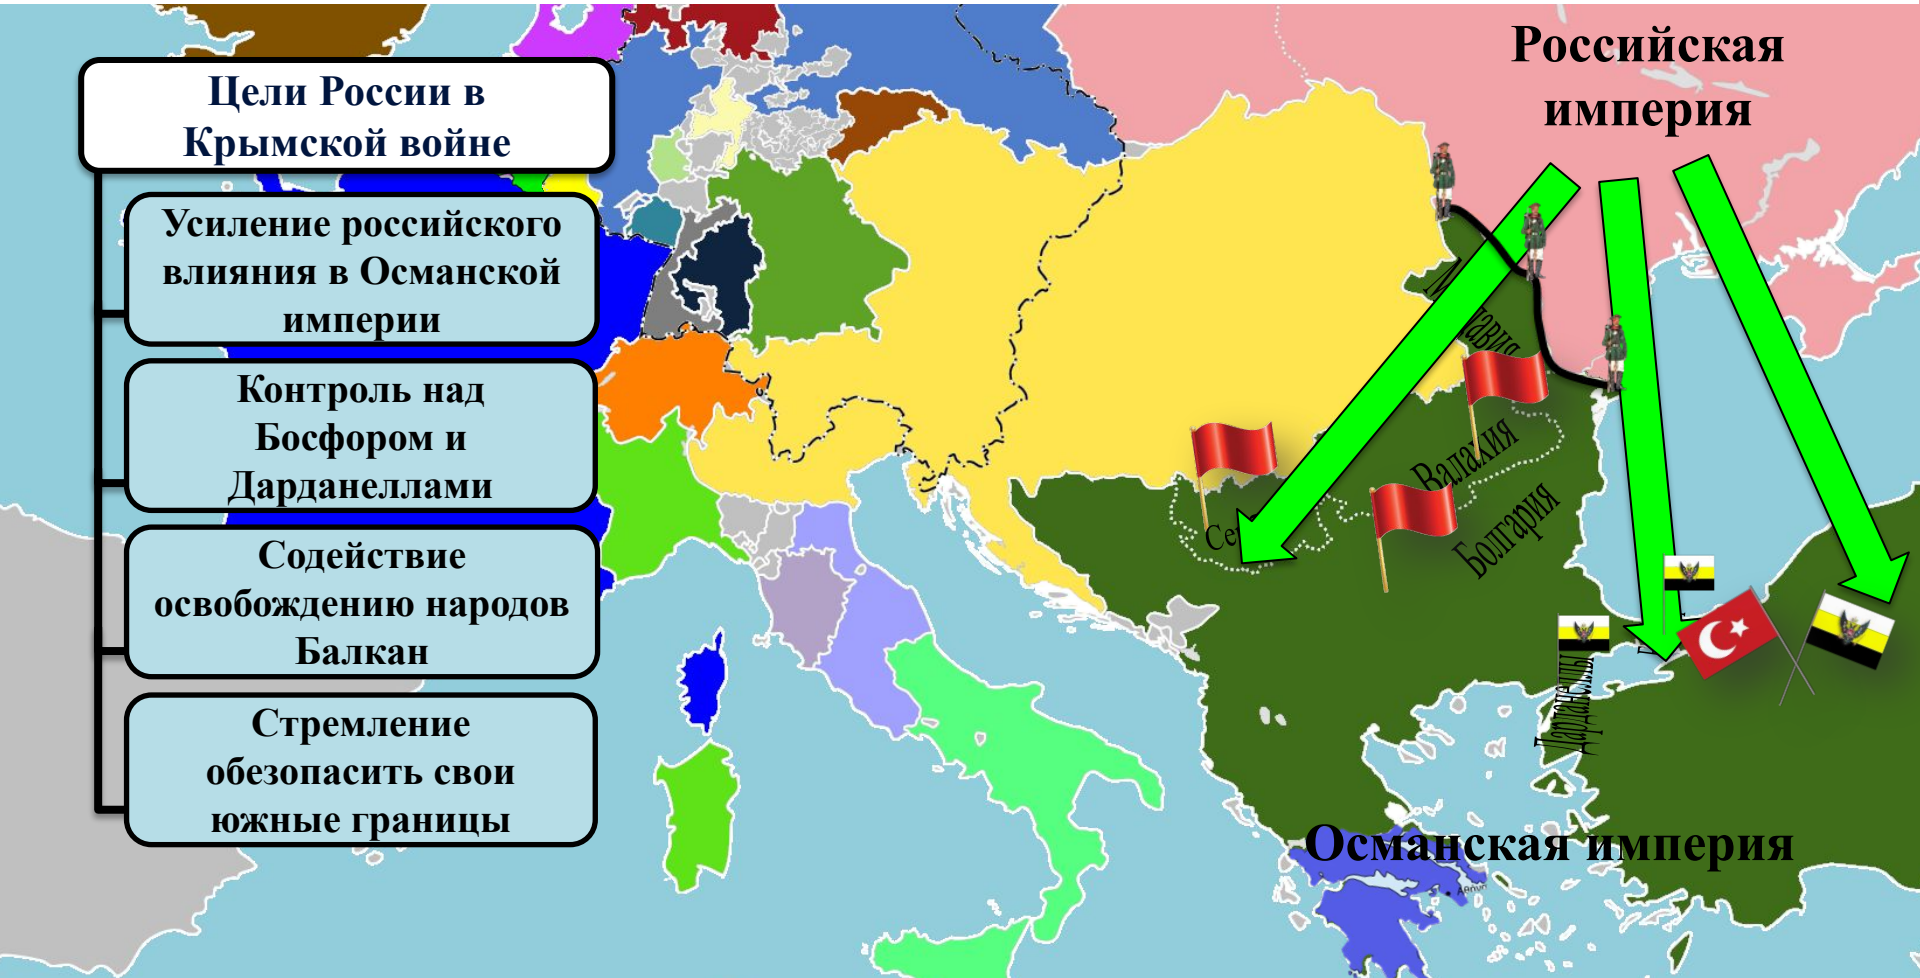 Цели России в
Крымской войне
Усиление российского
влияния в Османской
империи
Контроль над
Босфором и
Дарданеллами
Содействие
освобождению народов
Балкан
Стремление
обезопасить свои
южные границы
Российская
империя
Валахия
Болгария
Дарданеллы
Османская империя